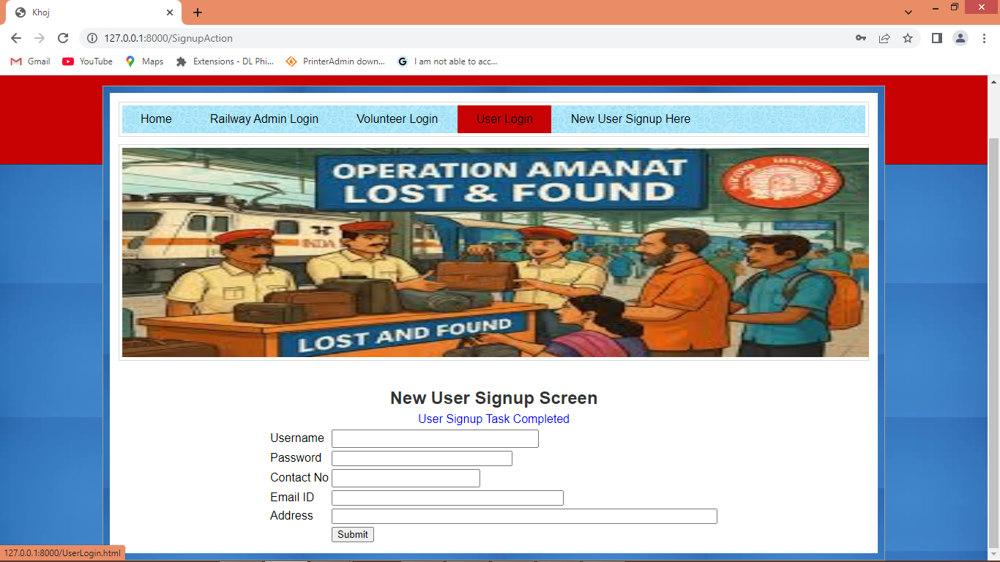 Khoj
127.0.0.1:8000/SignupAction
Gmail YouTube Maps Extensions - DL Phi... PrinterAdmin down... G I am not able to acc...
Home Railway Admin Login Volunteer Login User Login New User Signup Here
OPERATION AMANAT
LOST & FOUND
INDA
LOST AND FOUND
New User Signup Screen
User Signup Task Completed
Username
Password
Contact No
Email ID
Address
Submit
127.0.0.1:8000/UserLogin.html